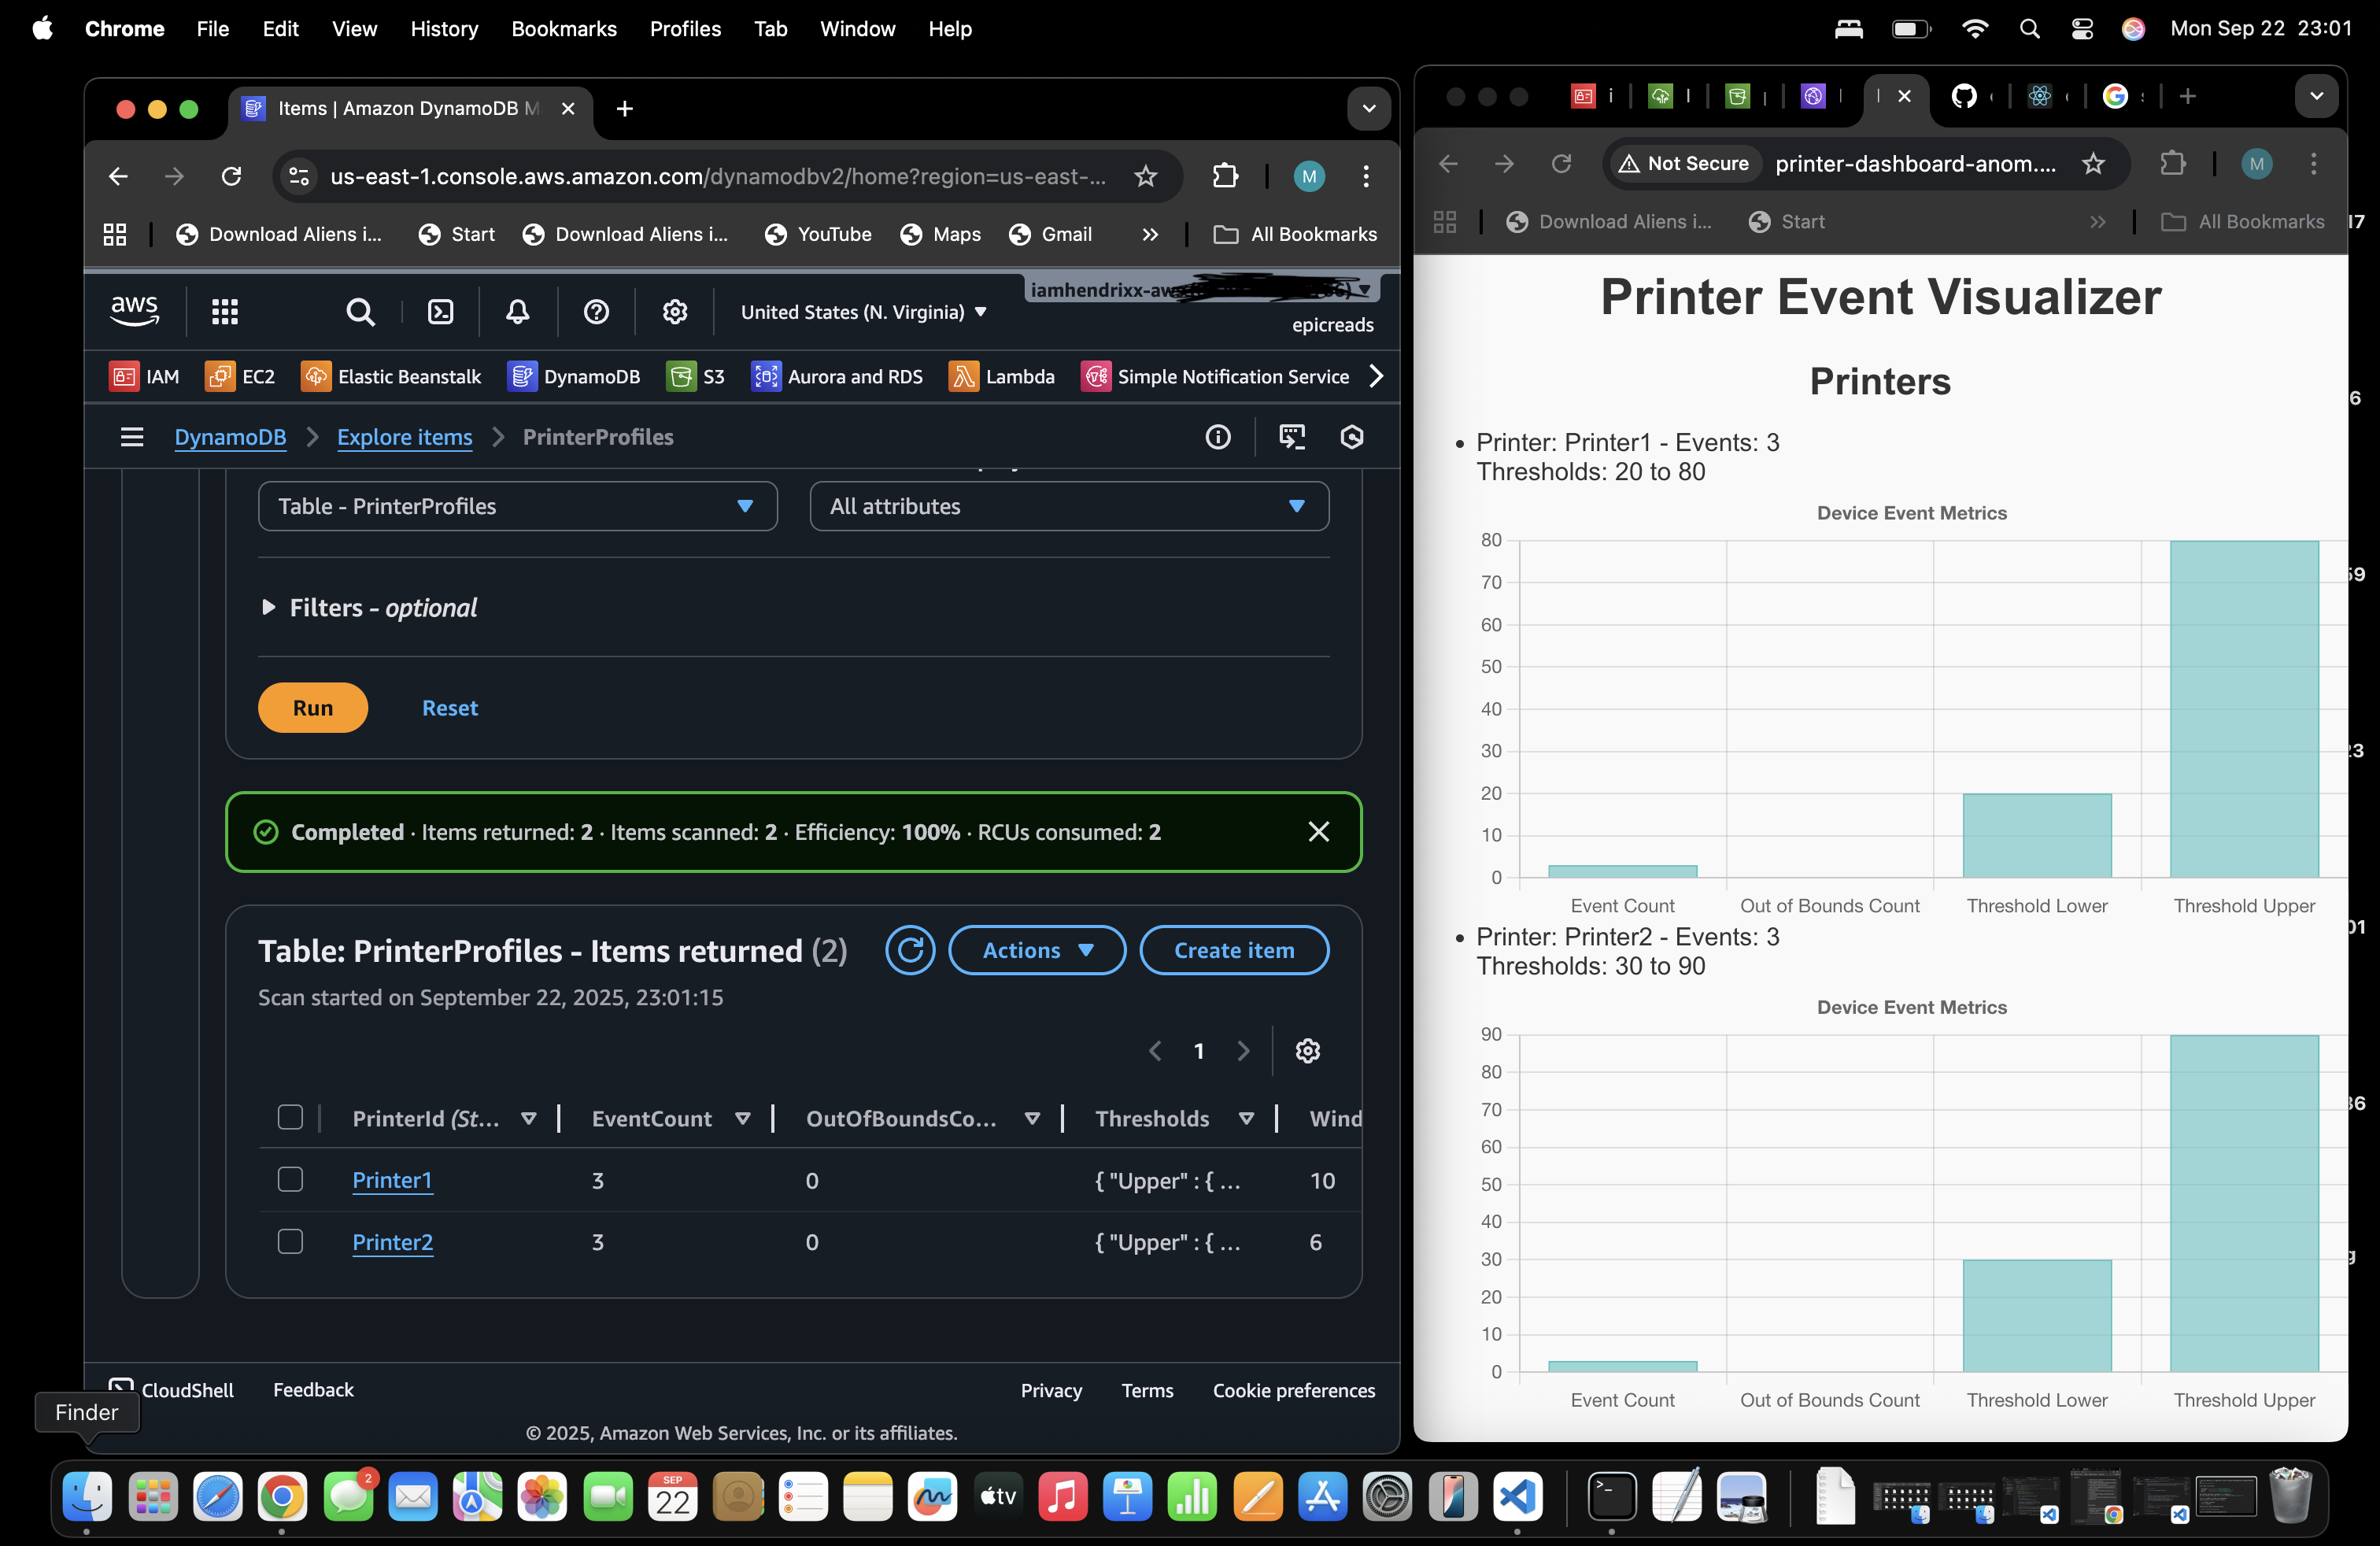 Chrome File Edit View History Bookmarks Profiles Tab Window Help
Mon Sep 22 23:01
Items | Amazon DynamoDB M
us-east-1.console.aws.amazon.com/dynamodbv2/home?region=us-east-...
M
Download Aliens i... Start Download Aliens i... YouTube Maps Gmail » All Bookmarks
aws
United States (N. Virginia)
iamhendrixx-aws
epicreads
IAM EC2 Elastic Beanstalk DynamoDB S3 Aurora and RDS Lambda Simple Notification Service
DynamoDB Explore items PrinterProfiles
Table - PrinterProfiles
All attributes
Filters - optional
Run Reset
Completed · Items returned: 2 · Items scanned: 2 · Efficiency: 100% · RCUs consumed: 2
Table: PrinterProfiles - Items returned (2)
Actions
Create item
Scan started on September 22, 2025, 23:01:15
1
PrinterId (St... EventCount OutOfBoundsCo... Thresholds Wind
Printer1 3 0 { "Upper" : { ... 10
Printer2 3 0 { "Upper" : { ... 6
CloudShell Feedback Privacy Terms Cookie preferences
© 2025, Amazon Web Services, Inc. or its affiliates.
Finder
Not Secure printer-dashboard-anom....
M
Download Aliens i... Start » All Bookmarks
Printer Event Visualizer
Printers
• Printer: Printer1 - Events: 3
Thresholds: 20 to 80
Device Event Metrics
80
70
60
50
40
30
20
10
0
Event Count Out of Bounds Count Threshold Lower Threshold Upper
• Printer: Printer2 - Events: 3
Thresholds: 30 to 90
Device Event Metrics
90
80
70
60
50
40
30
20
10
0
Event Count Out of Bounds Count Threshold Lower Threshold Upper
2
SEP
22
tv